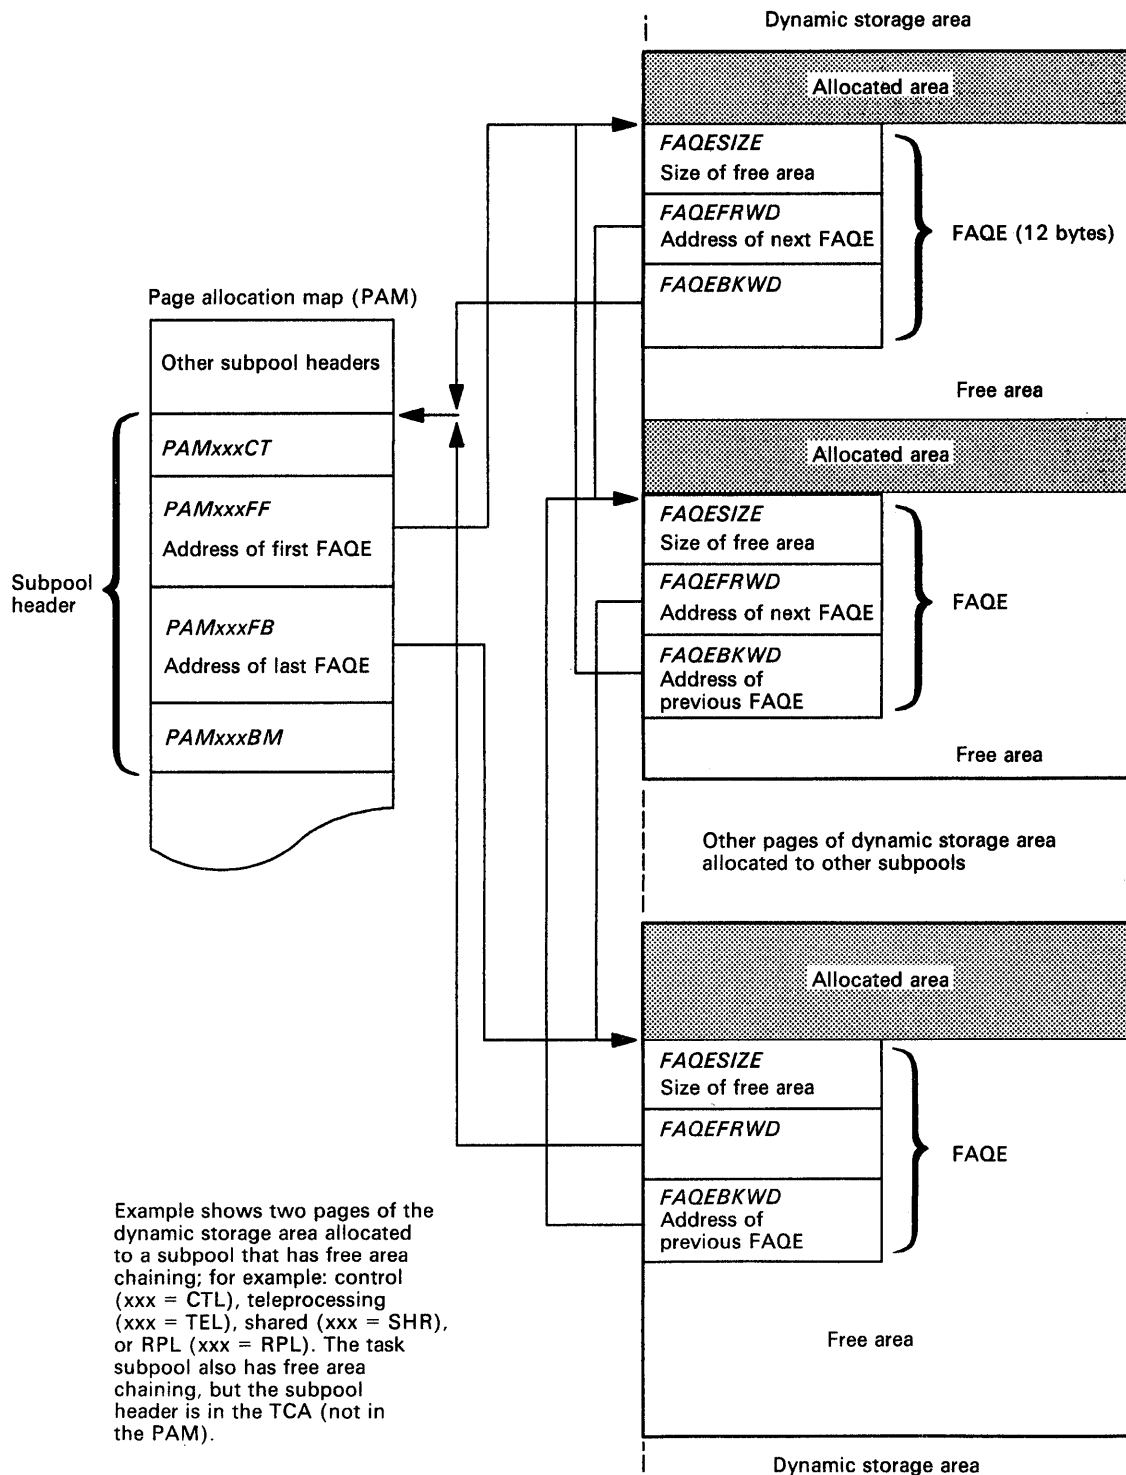 Dynamic storage area
Allocated area
FAQESIZE
Size of free area
FAQEFRWD
Address of next FAQE
FAQEBKWD
FAQE (12 bytes)
Free area
Page allocation map (PAM)
Other subpool headers
PAMxxxCT
PAMxxxFF
Address of first FAQE
PAMxxxFB
Address of last FAQE
PAMxxxBM
Subpool
header
Allocated area
FAQESIZE
Size of free area
FAQEFRWD
Address of next FAQE
FAQEBKWD
Address of
previous FAQE
FAQE
Free area
Other pages of dynamic storage area
allocated to other subpools
Allocated area
FAQESIZE
Size of free area
FAQEFRWD
FAQEBKWD
Address of
previous FAQE
FAQE
Free area
Example shows two pages of the
dynamic storage area allocated
to a subpool that has free area
chaining; for example: control
(xxx = CTL), teleprocessing
(xxx = TEL), shared (xxx = SHR),
or RPL (xxx = RPL). The task
subpool also has free area
chaining, but the subpool
header is in the TCA (not in
the PAM).
Dynamic storage area